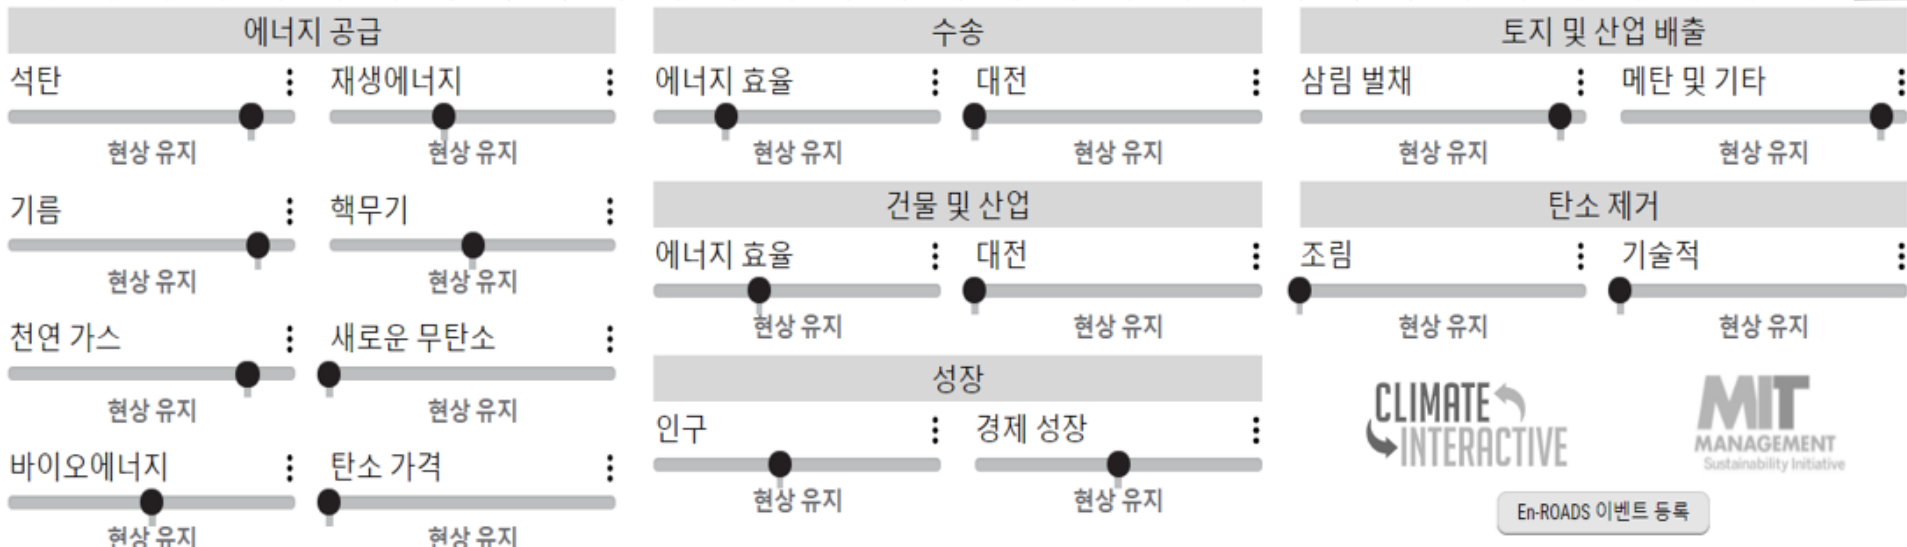 에너지 공급
석탄
현상 유지
재생에너지
현상 유지
기름
현상 유지
핵무기
현상 유지
천연 가스
현상 유지
새로운 무탄소
현상 유지
바이오에너지
현상 유지
탄소 가격
현상 유지
수송
에너지 효율
현상 유지
대전
현상 유지
건물 및 산업
에너지 효율
현상 유지
대전
현상 유지
성장
인구
현상 유지
경제 성장
현상 유지
토지 및 산업 배출
삼림 벌채
현상 유지
메탄 및 기타
현상 유지
탄소 제거
조림
현상 유지
기술적
현상 유지
CLIMATE
INTERACTIVE
MIT
MANAGEMENT
Sustainability Initiative
En-ROADS 이벤트 등록